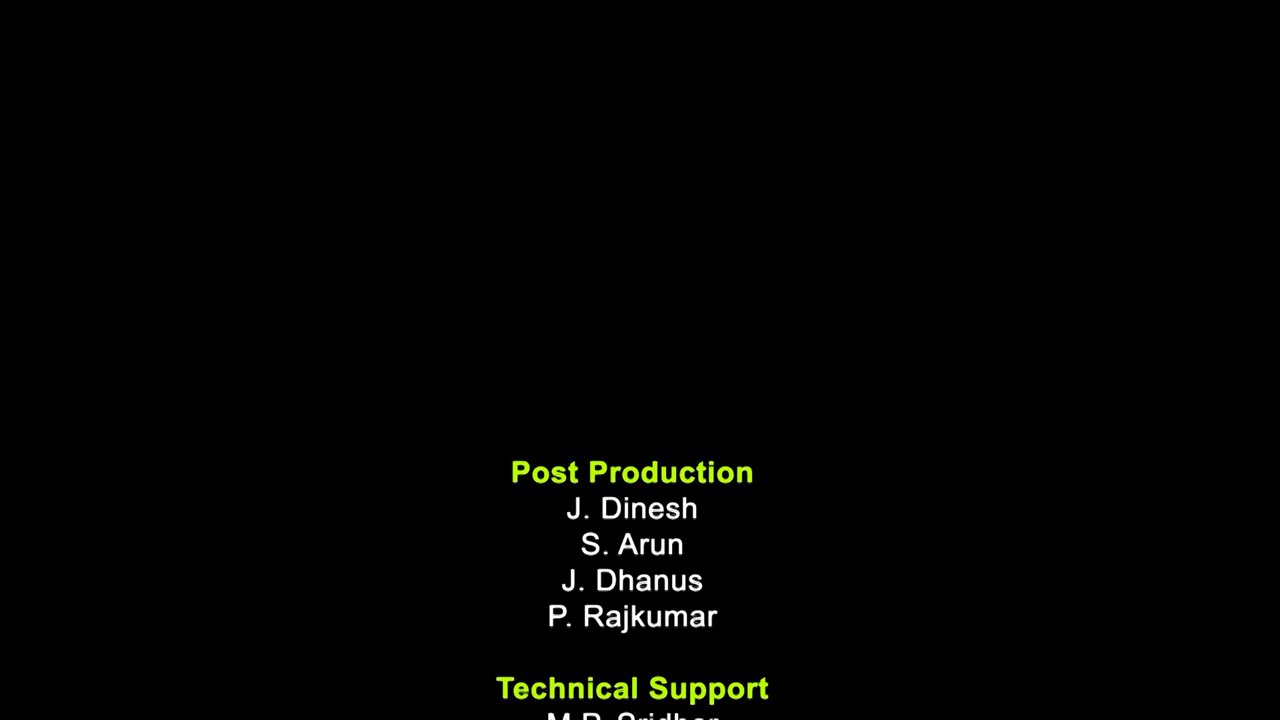 Post Production
J. Dinesh
S. Arun
J. Dhanus
P. Rajkumar
Technical Support